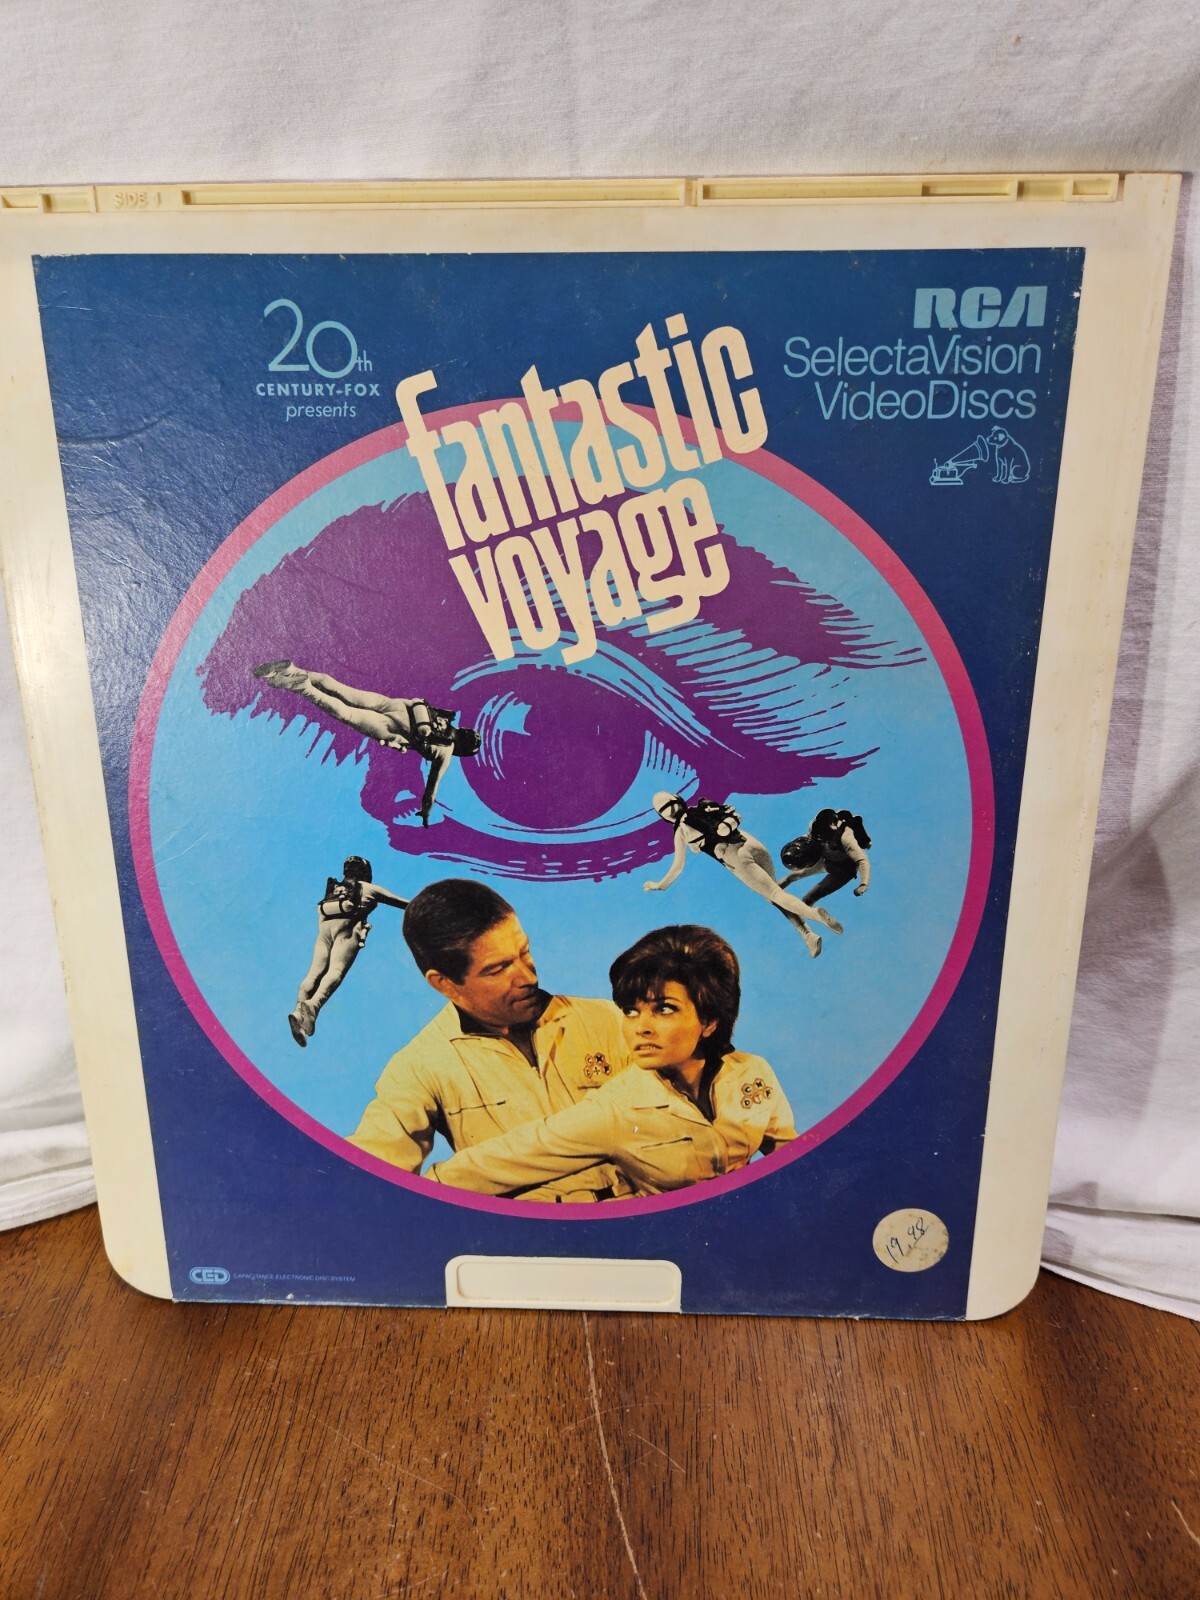 SIDE 1
20th
CENTURY-FOX
presents
RCA
SelectaVision
VideoDiscs
fantastic
voyage
C M
D F
19.98
CED CAPACITANCE ELECTRONIC DISC SYSTEM